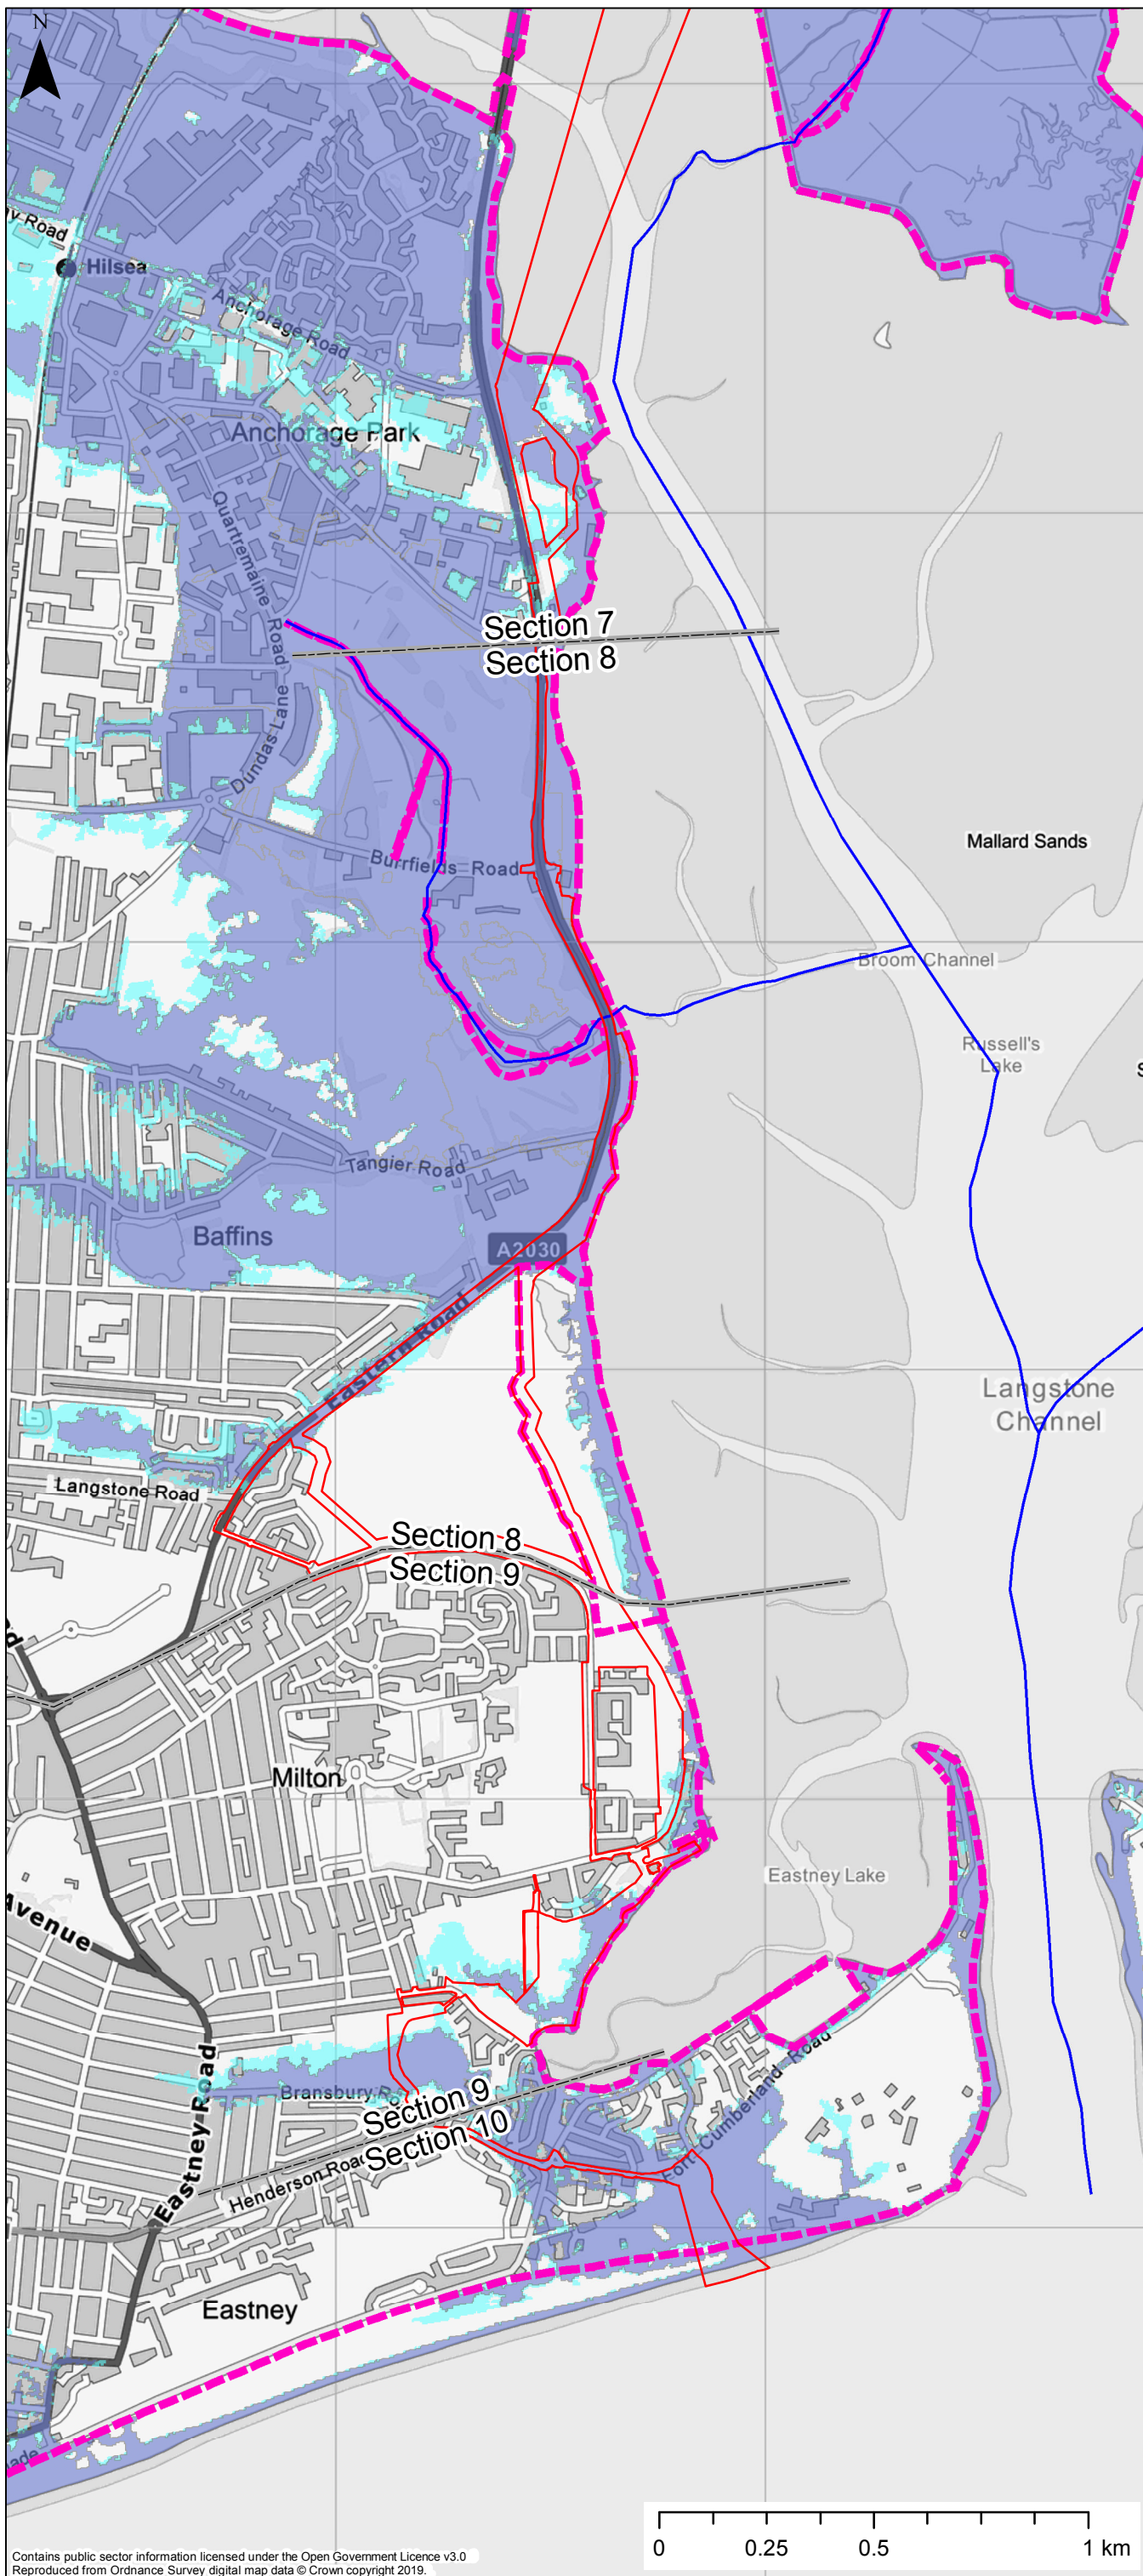 N
Road
Hilsea
Anchorage Road
Anchorage Park
Quartremaine Road
Section 7
Section 8
Dundas Lane
Mallard Sands
Burrfields Road
Broom Channel
Russell's
Lake
Tangier Road
Baffins
A2030
Eastern Road
Langstone
Channel
Langstone Road
Section 8
Section 9
Milton
Eastney Lake
Avenue
Fort Cumberland Road
Eastney Road
Bransbury
Section 9
Section 10
Henderson Road
Eastney
0 0.25 0.5 1 km
Contains public sector information licensed under the Open Government Licence v3.0
Reproduced from Ordnance Survey digital map data © Crown copyright 2019.